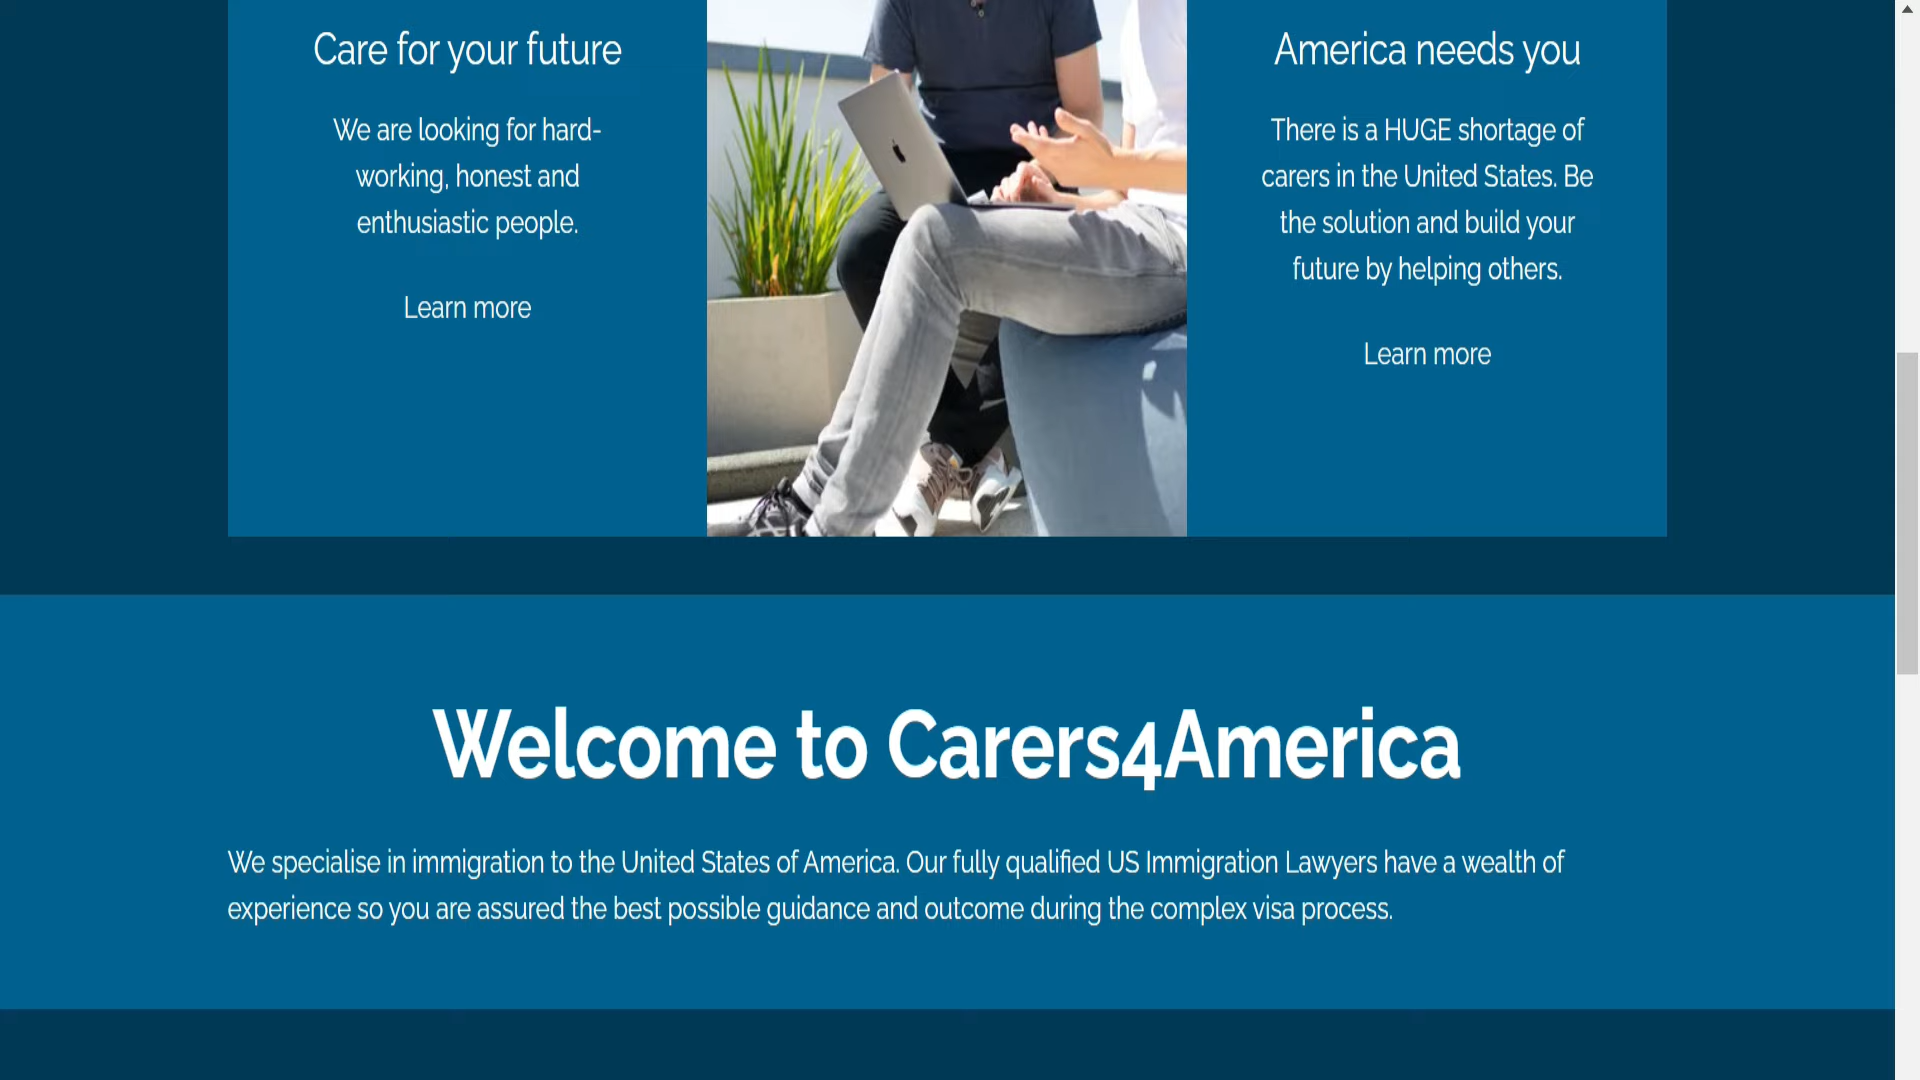 Care for your future
We are looking for hard-
working, honest and
enthusiastic people.
Learn more
America needs you
There is a HUGE shortage of
carers in the United States. Be
the solution and build your
future by helping others.
Learn more
Welcome to Carers4America
We specialise in immigration to the United States of America. Our fully qualified US Immigration Lawyers have a wealth of
experience so you are assured the best possible guidance and outcome during the complex visa process.